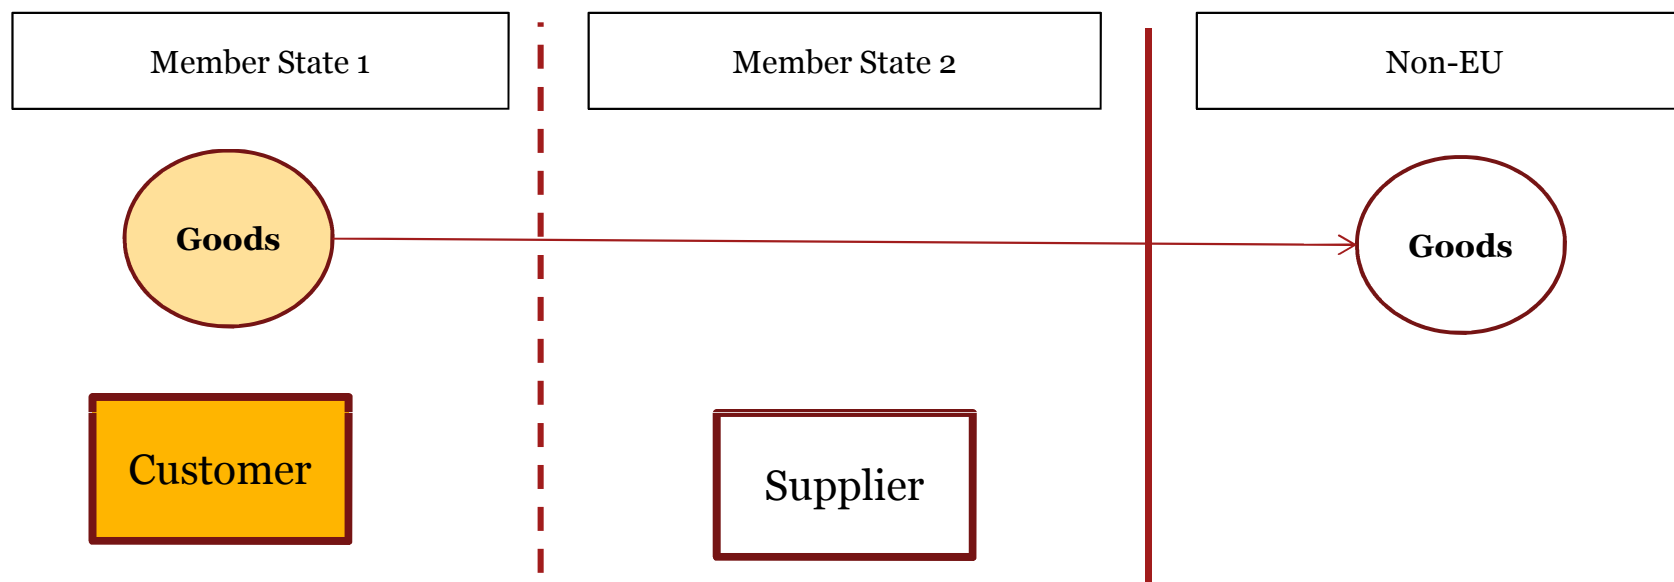 Member State 1
Member State 2
Non-EU
Goods
Goods
Customer
Supplier